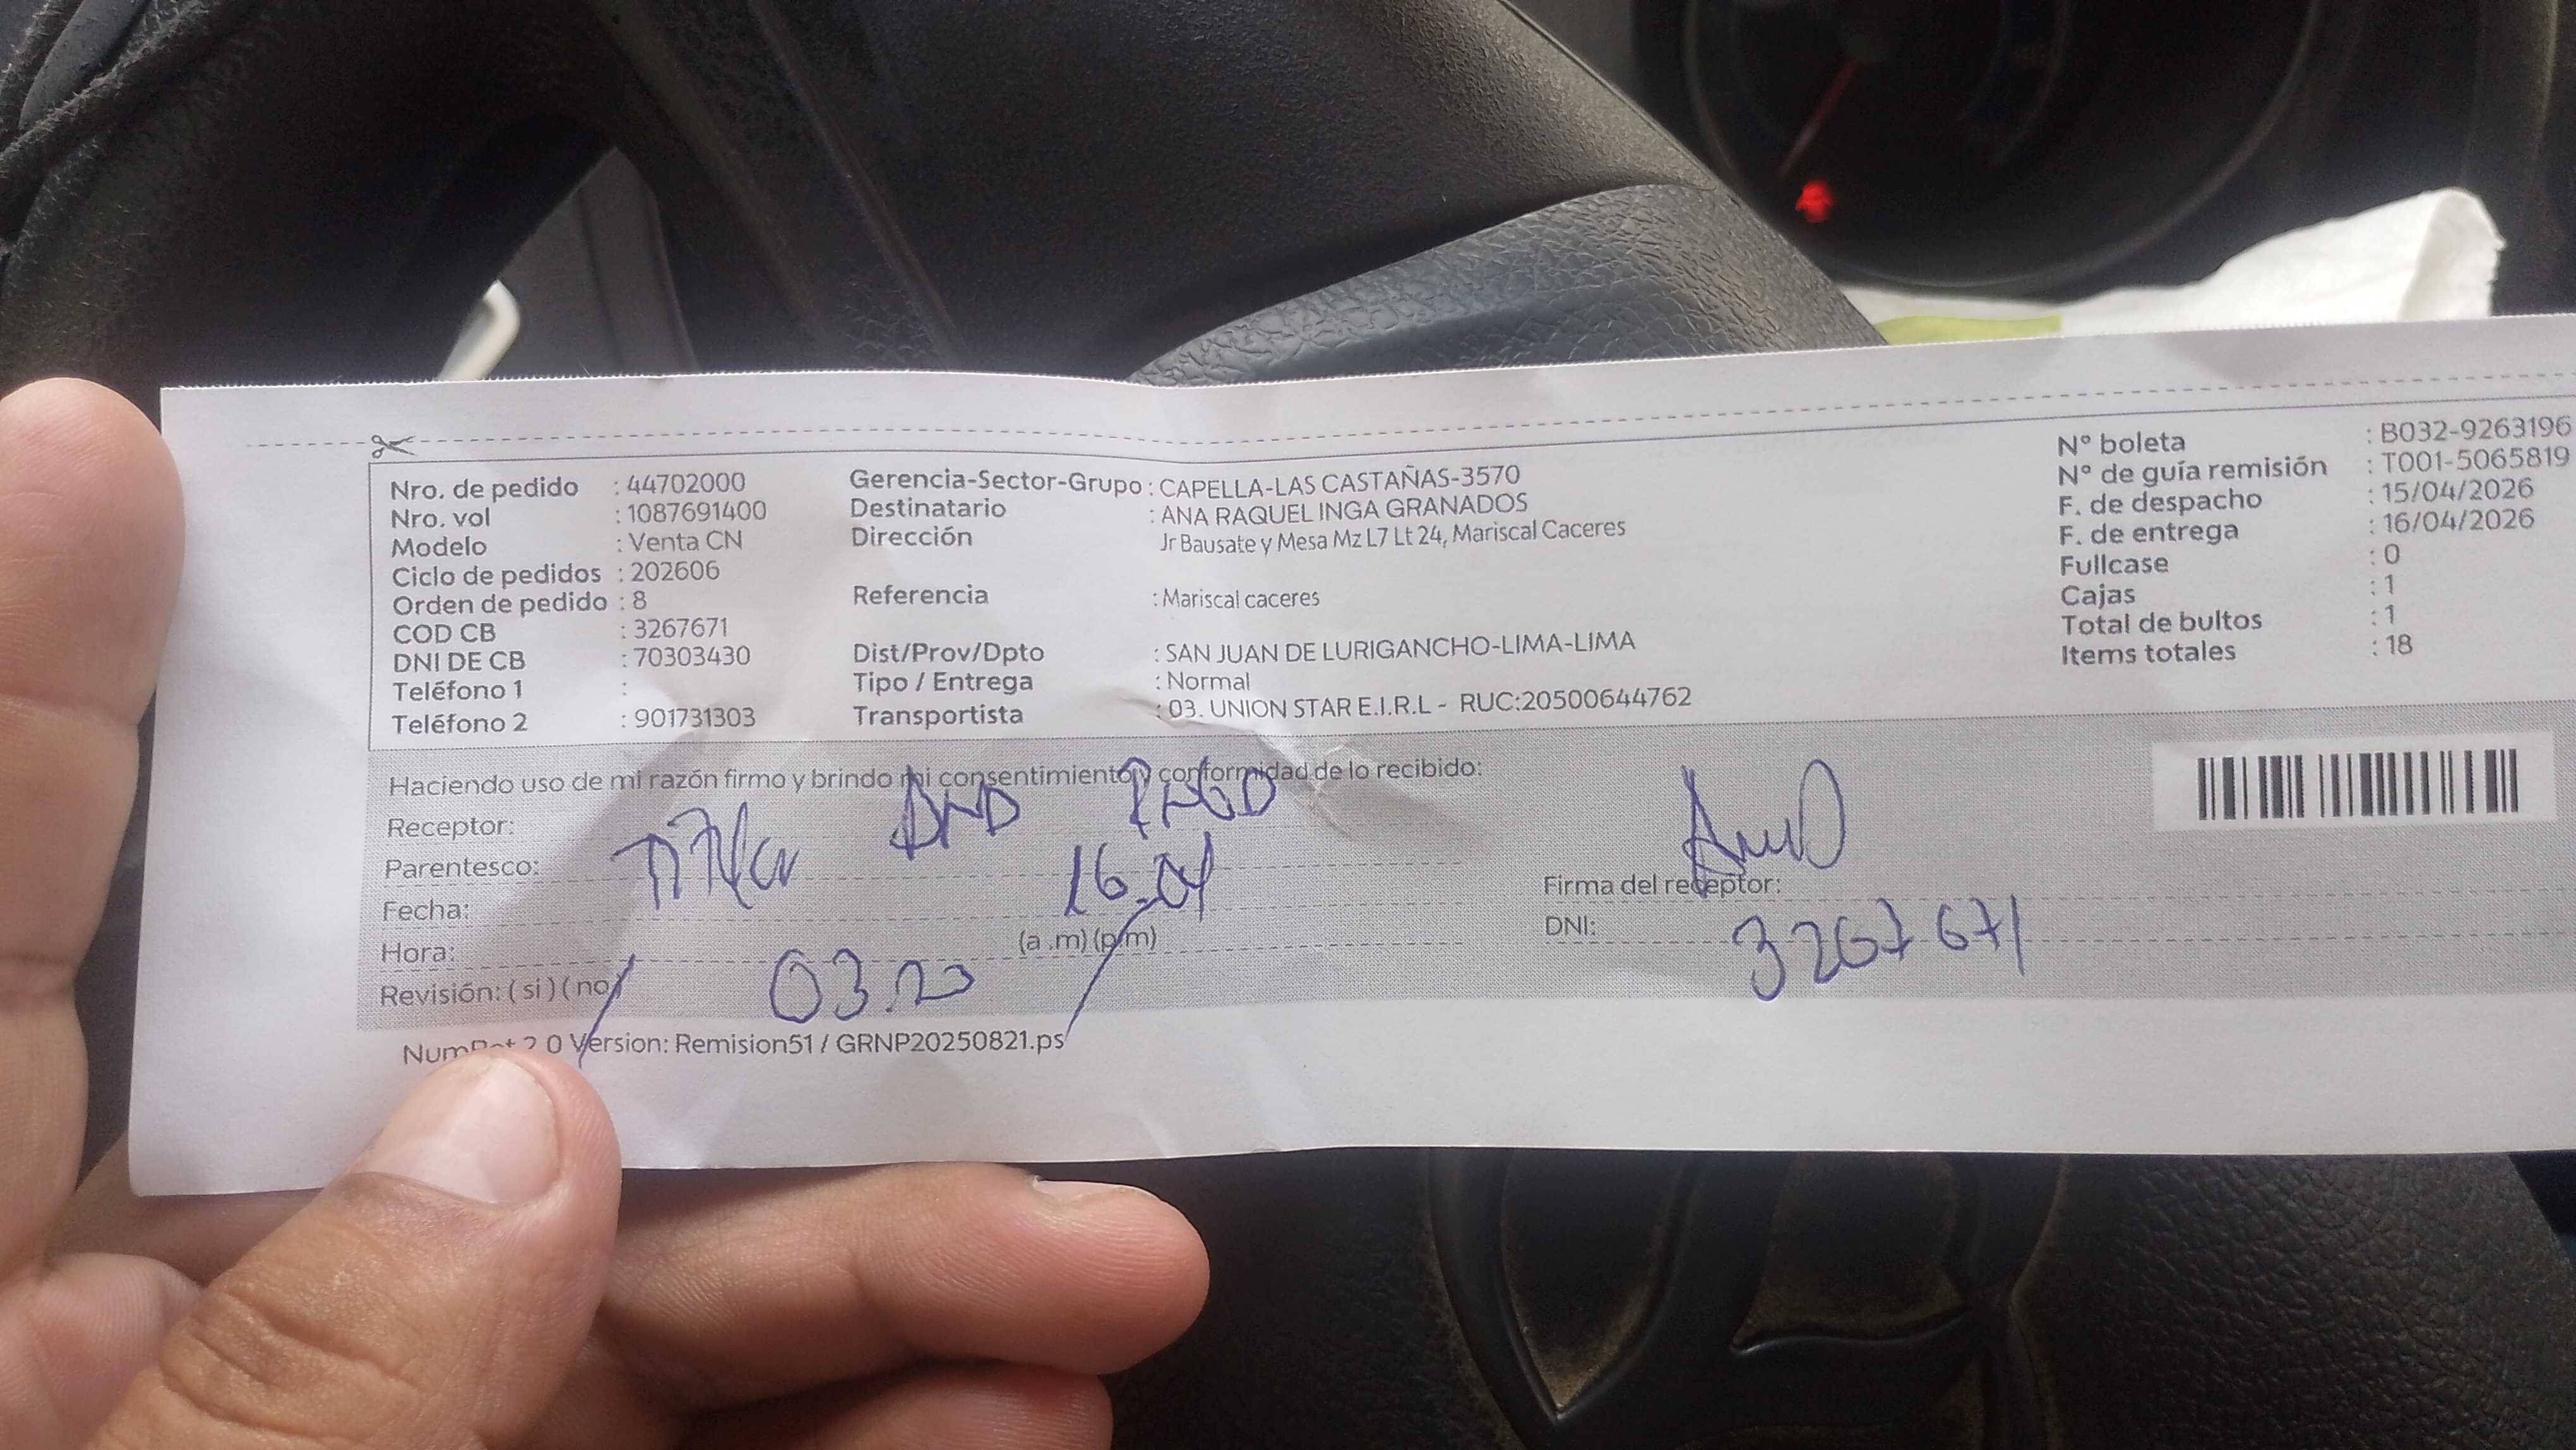 Nro. de pedido : 44702000
Nro. vol : 1087691400
Modelo : Venta CN
Ciclo de pedidos : 202606
Orden de pedido : 8
COD CB : 3267671
DNI DE CB : 70303430
Teléfono 1 :
Teléfono 2 : 901731303
Gerencia-Sector-Grupo : CAPELLA-LAS CASTAÑAS-3570
Destinatario : ANA RAQUEL INGA GRANADOS
Dirección Jr Bausate y Mesa Mz L7 Lt 24, Mariscal Caceres
Referencia : Mariscal caceres
Dist/Prov/Dpto : SAN JUAN DE LURIGANCHO-LIMA-LIMA
Tipo / Entrega : Normal
Transportista : 03. UNION STAR E.I.R.L - RUC:20500644762
N° boleta : B032-9263196
N° de guía remisión : T001-5065819
F. de despacho : 15/04/2026
F. de entrega : 16/04/2026
Fullcase : 0
Cajas : 1
Total de bultos : 1
Items totales : 18
Haciendo uso de mi razón firmo y brindo mi consentimiento y conformidad de lo recibido:
Receptor:
Parentesco:
Fecha: 16.04
Hora: 03 20 (a .m) (p.m)
Revisión: ( si ) ( no )
Firma del receptor:
DNI: 3267671
2.0 Version: Remision51 / GRNP20250821.ps